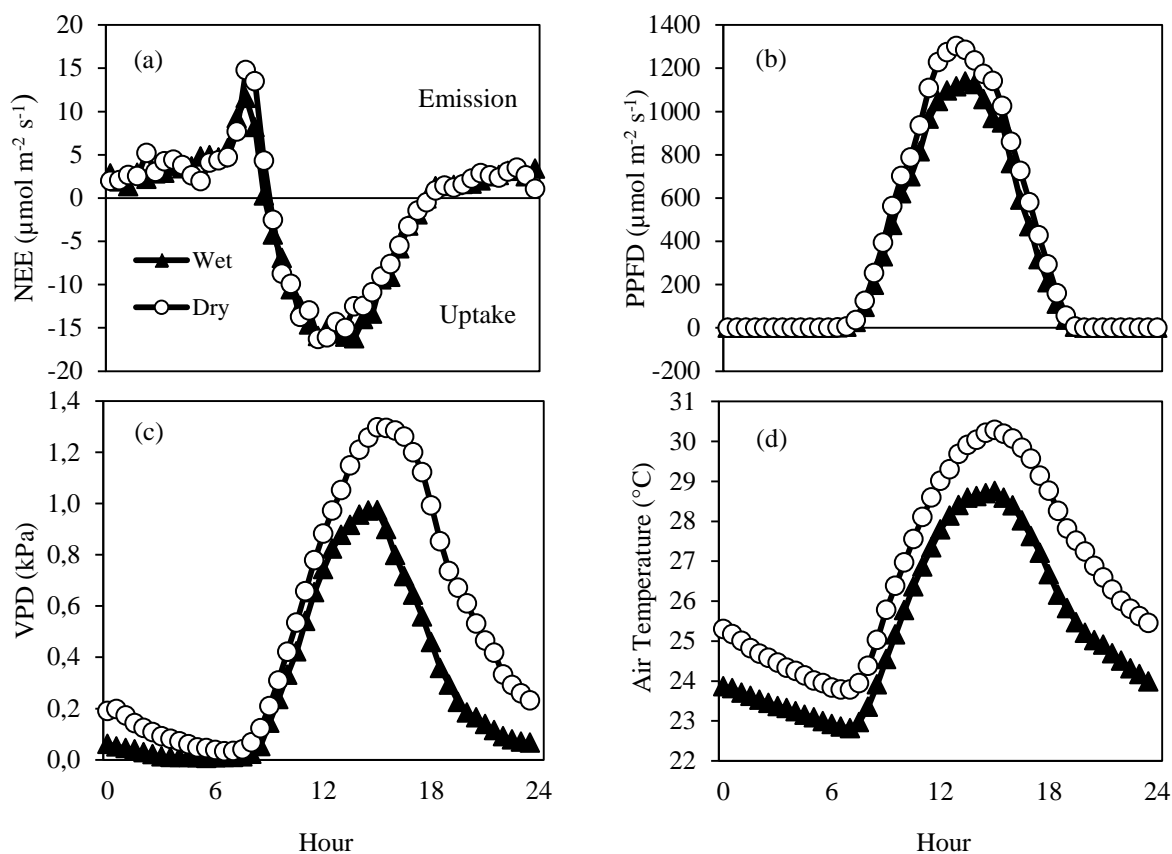 (a)
NEE (µmol m⁻² s⁻¹)
20
15
10
5
0
-5
-10
-15
-20
Emission
Uptake
Wet
Dry
(b)
PPFD (µmol m⁻² s⁻¹)
1400
1200
1000
800
600
400
200
0
-200
(c)
VPD (kPa)
1,4
1,2
1,0
0,8
0,6
0,4
0,2
0,0
0 6 12 18 24
Hour
(d)
Air Temperature (°C)
31
30
29
28
27
26
25
24
23
22
0 6 12 18 24
Hour